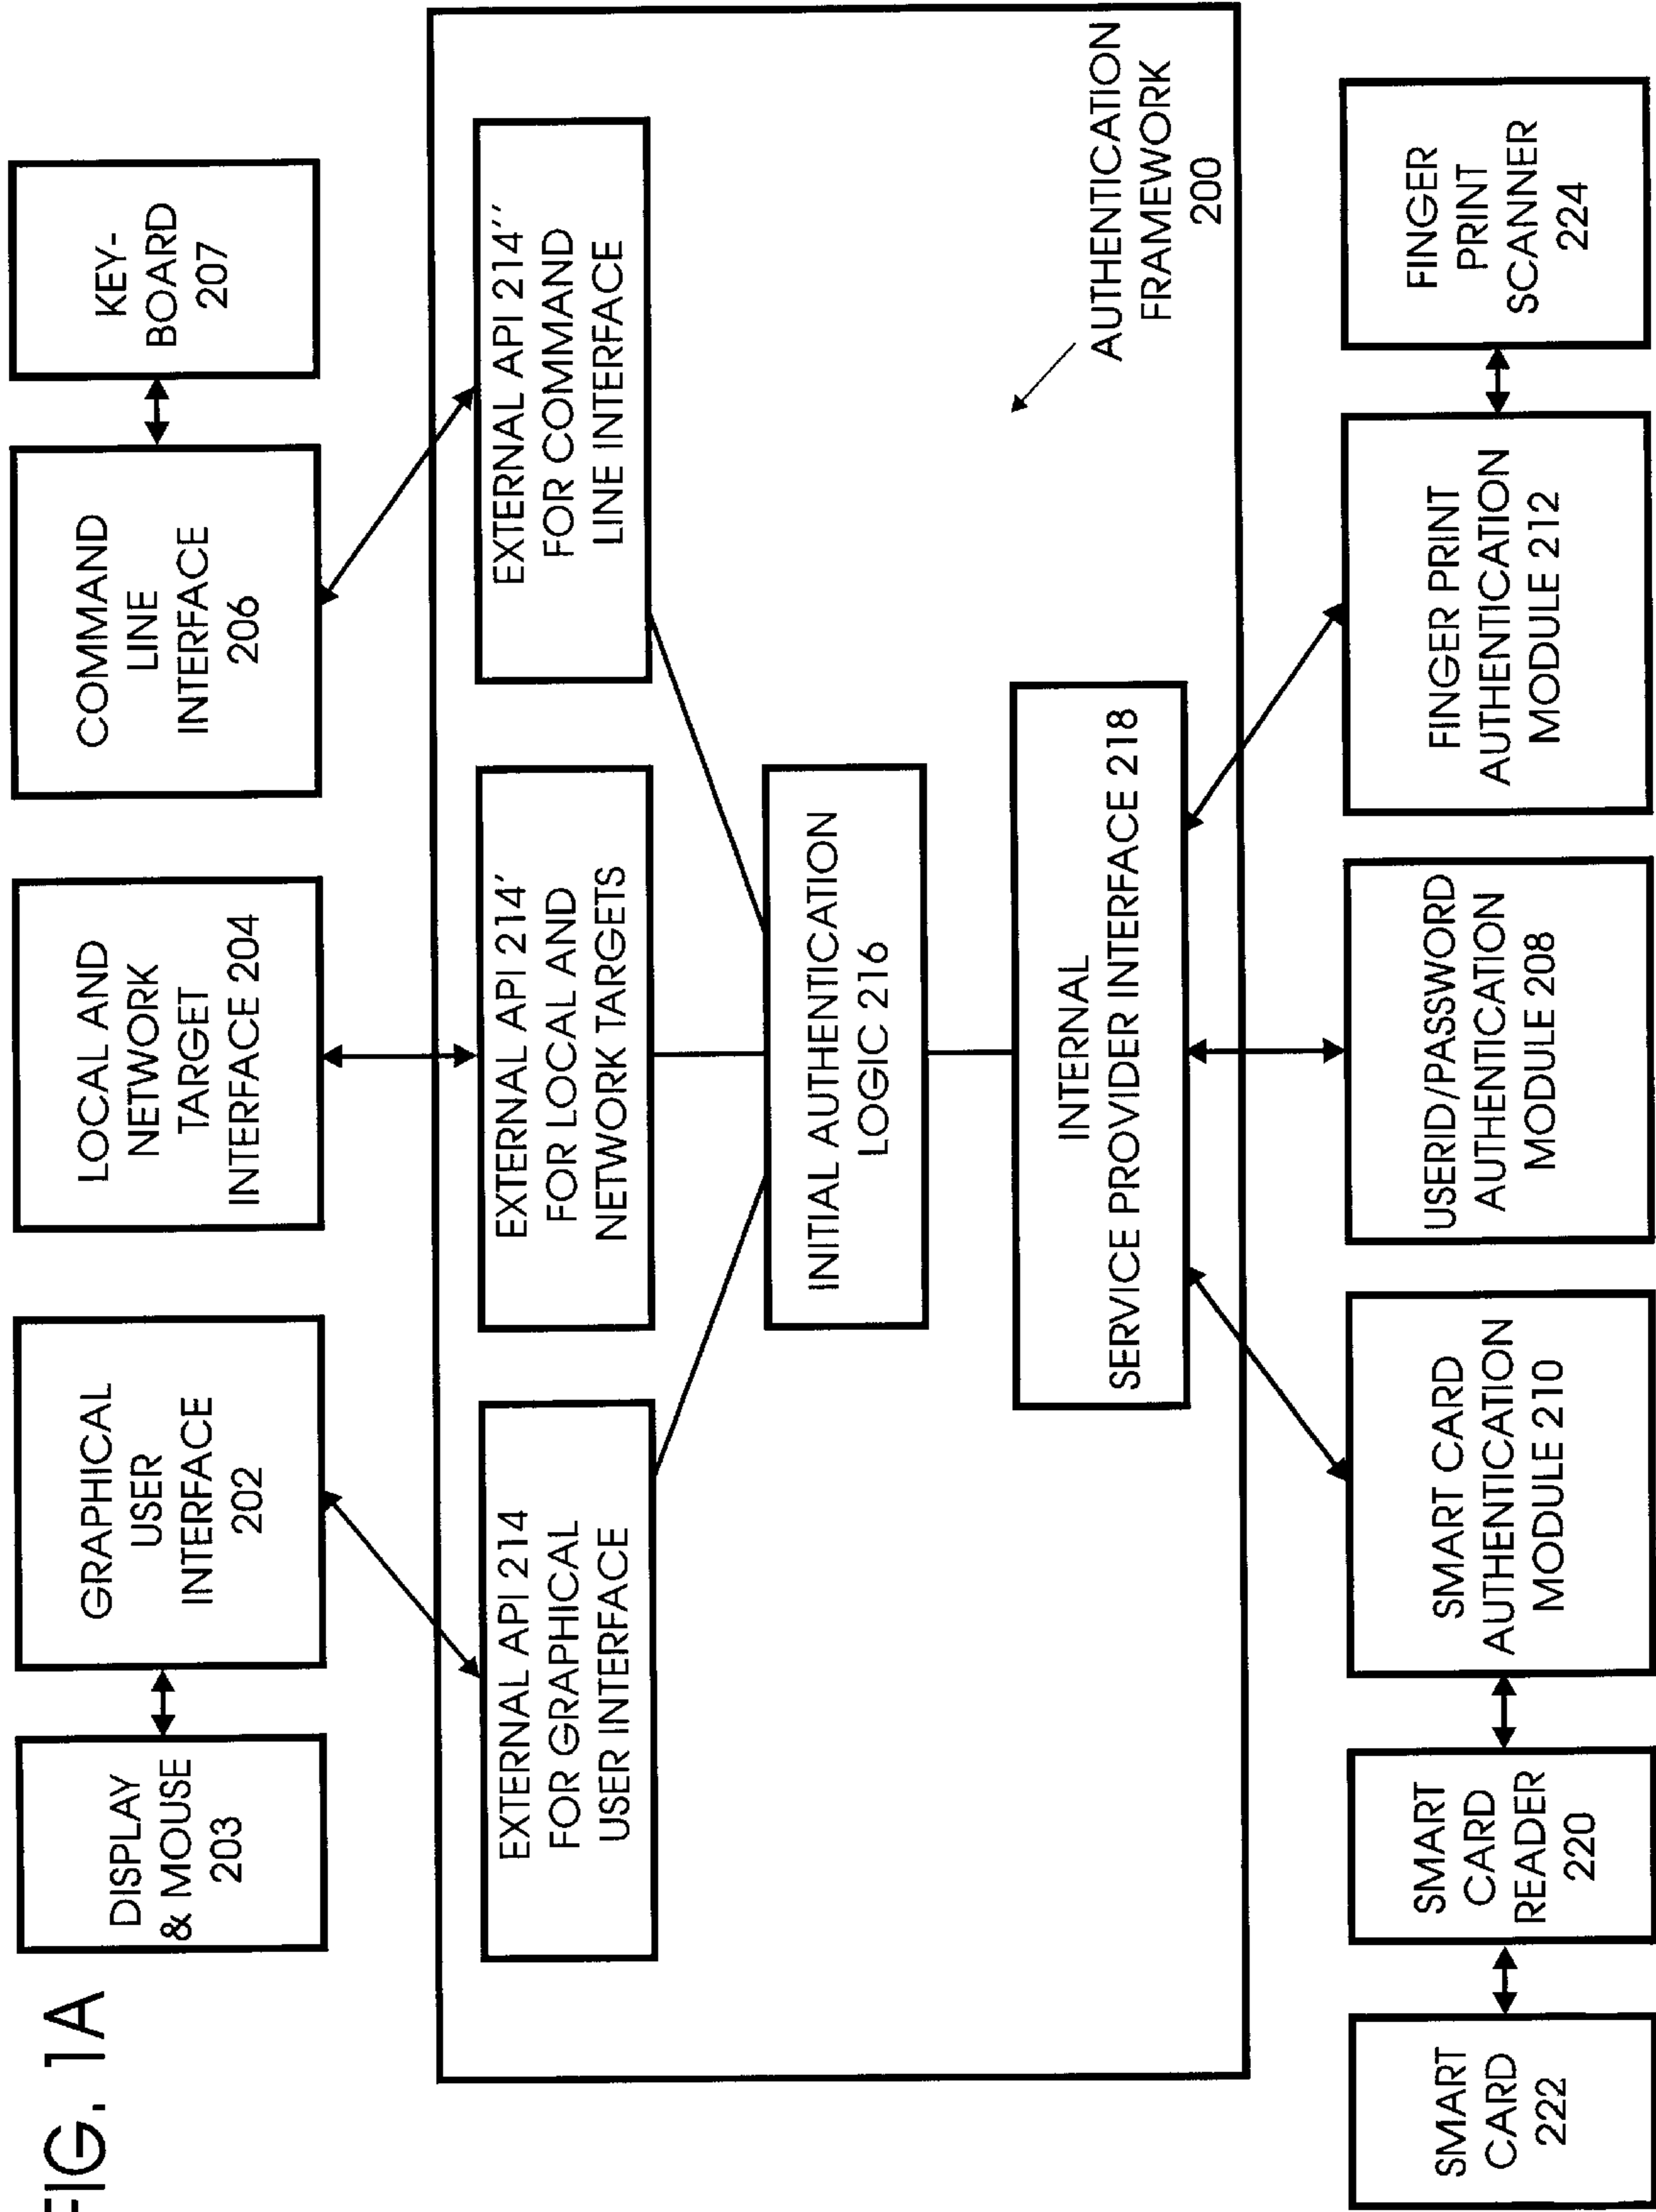 FIG. 1A
DISPLAY
& MOUSE
203
GRAPHICAL
USER
INTERFACE
202
LOCAL AND
NETWORK
TARGET
INTERFACE 204
COMMAND
LINE
INTERFACE
206
KEY-
BOARD
207
EXTERNAL API 214
FOR GRAPHICAL
USER INTERFACE
EXTERNAL API 214′
FOR LOCAL AND
NETWORK TARGETS
EXTERNAL API 214″
FOR COMMAND
LINE INTERFACE
INITIAL AUTHENTICATION
LOGIC 216
INTERNAL
SERVICE PROVIDER INTERFACE 218
AUTHENTICATION
FRAMEWORK
200
SMART
CARD
222
SMART
CARD
READER
220
SMART CARD
AUTHENTICATION
MODULE 210
USERID/PASSWORD
AUTHENTICATION
MODULE 208
FINGER PRINT
AUTHENTICATION
MODULE 212
FINGER
PRINT
SCANNER
224